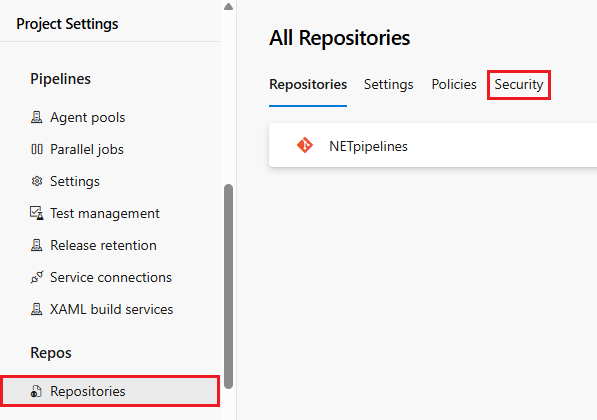 Project Settings
Pipelines
Agent pools
Parallel jobs
Settings
Test management
Release retention
Service connections
XAML build services
Repos
Repositories
All Repositories
Repositories Settings Policies Security
NETpipelines